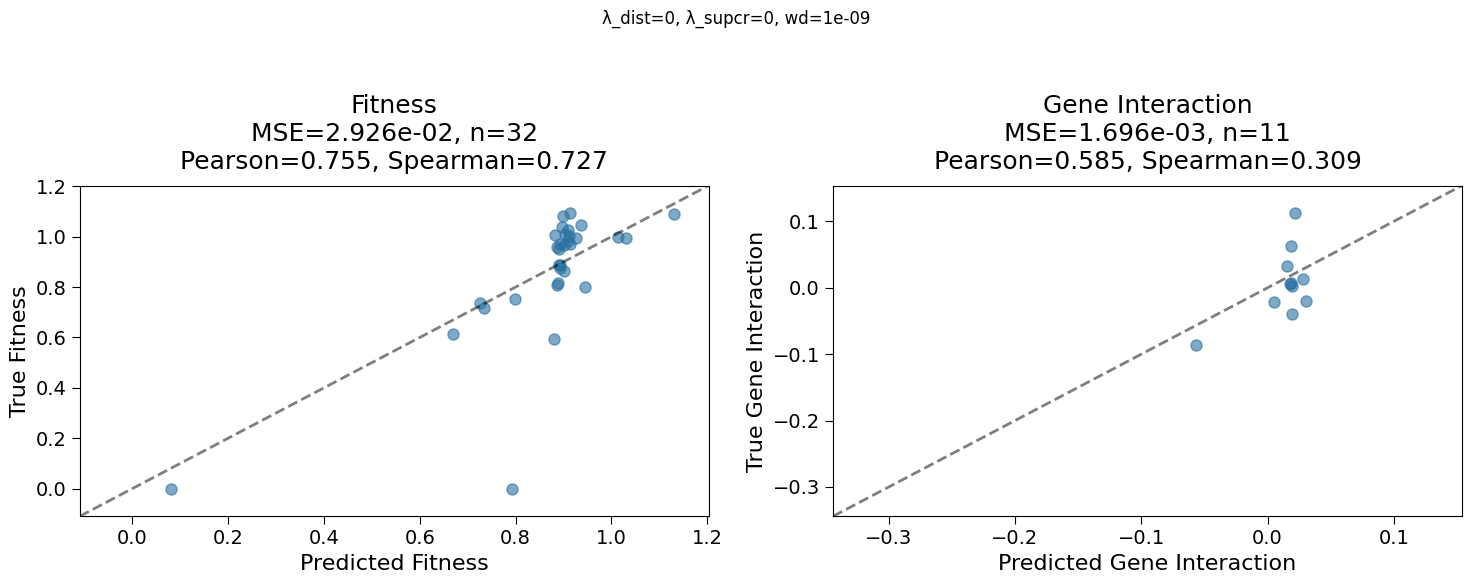 λ_dist=0, λ_supcr=0, wd=1e-09
Fitness
MSE=2.926e-02, n=32
Pearson=0.755, Spearman=0.727
True Fitness
1.2
1.0
0.8
0.6
0.4
0.2
0.0
0.0 0.2 0.4 0.6 0.8 1.0 1.2
Predicted Fitness
Gene Interaction
MSE=1.696e-03, n=11
Pearson=0.585, Spearman=0.309
True Gene Interaction
0.1
0.0
−0.1
−0.2
−0.3
−0.3 −0.2 −0.1 0.0 0.1
Predicted Gene Interaction